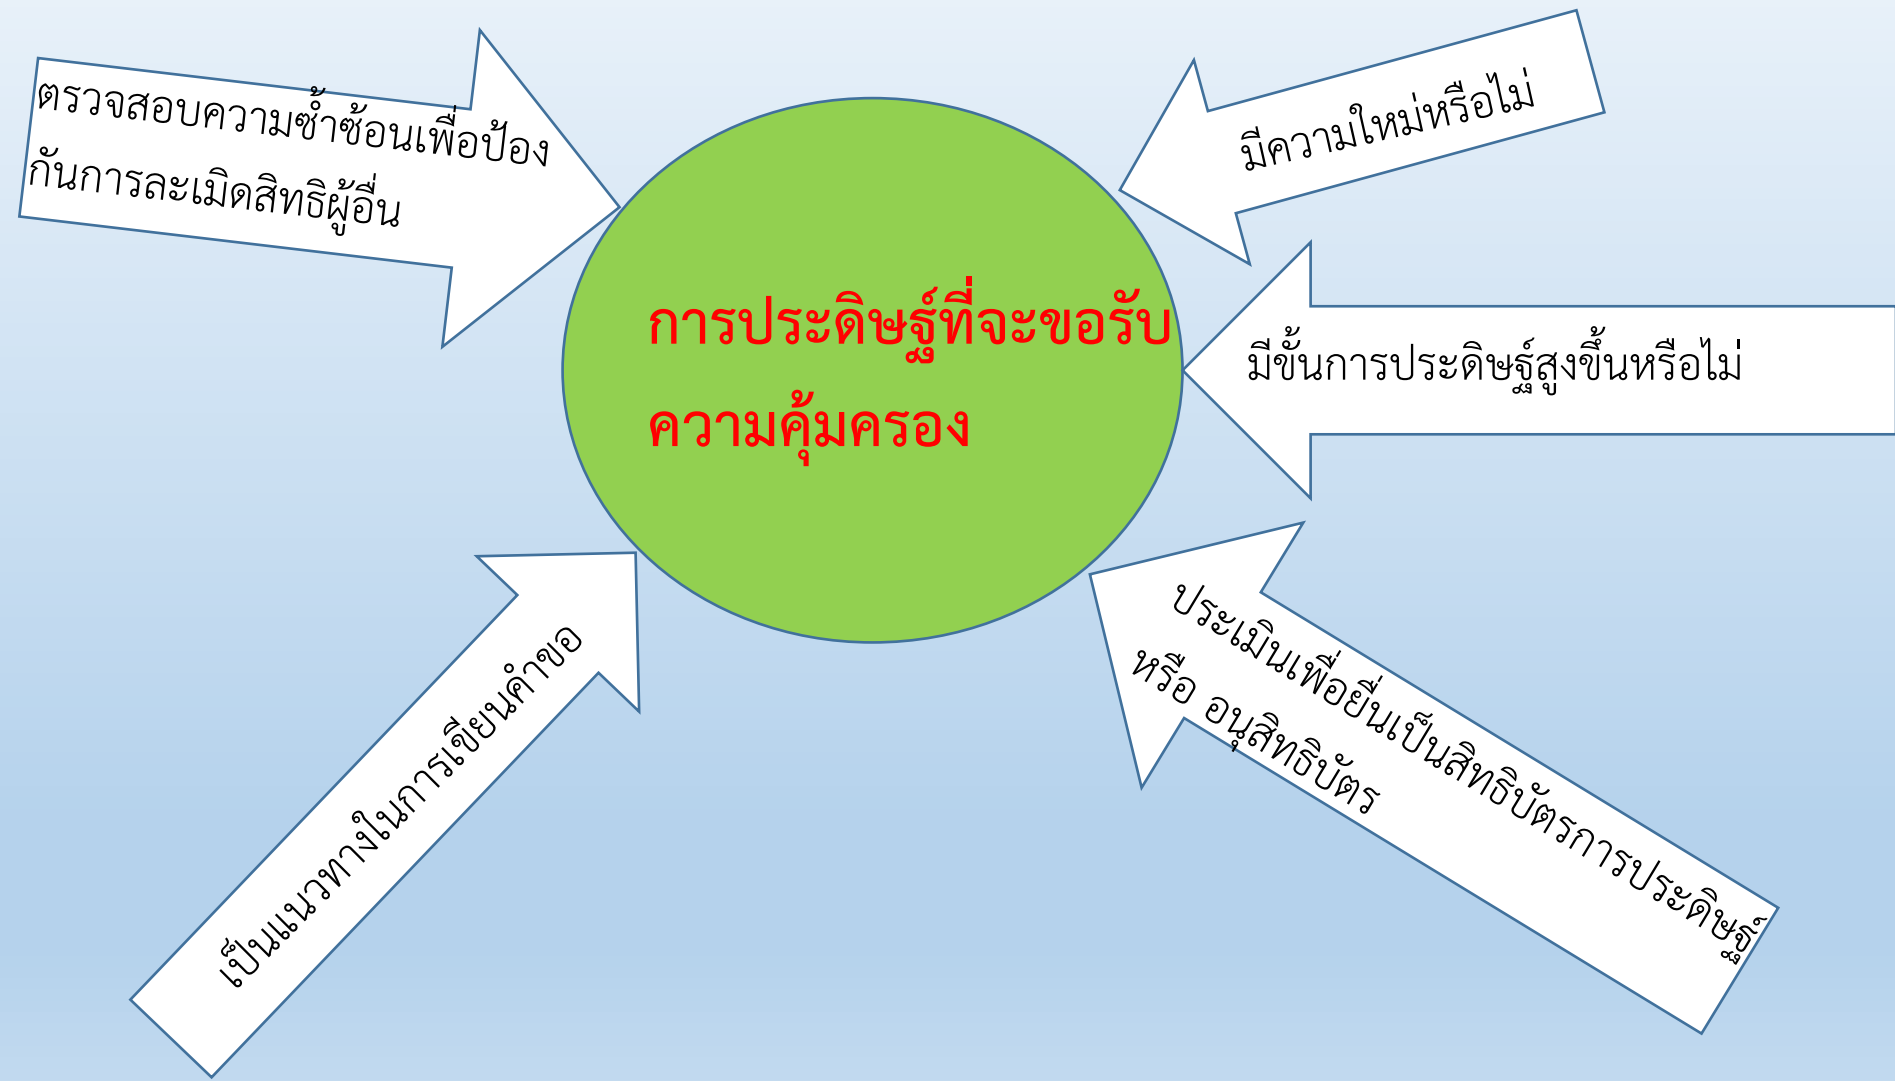 ตรวจสอบความซ้ำซ้อนเพื่อป้อง
กันการละเมิดสิทธิผู้อื่น
มีความใหม่หรือไม่
การประดิษฐ์ที่จะขอรับ
ความคุ้มครอง
มีขั้นการประดิษฐ์สูงขึ้นหรือไม่
เป็นแนวทางในการเขียนคำขอ
ประเมินเพื่อยื่นเป็นสิทธิบัตรการประดิษฐ์
หรือ อนุสิทธิบัตร